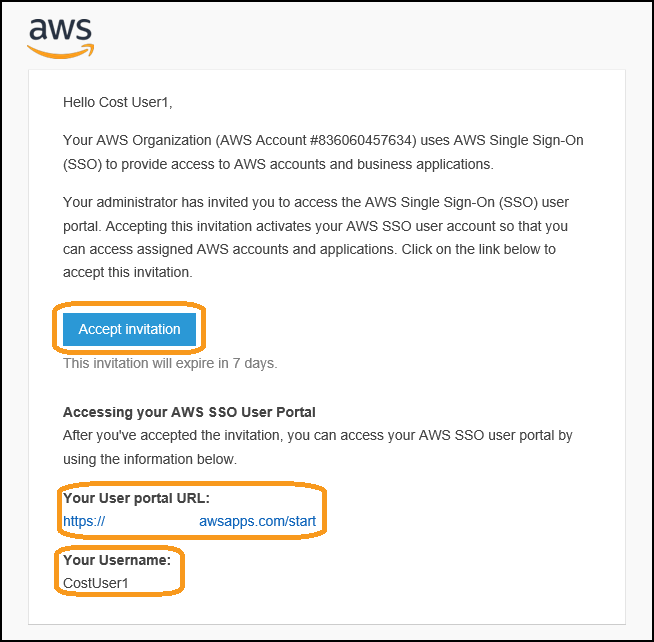 aws
Hello Cost User1,
Your AWS Organization (AWS Account #836060457634) uses AWS Single Sign-On
(SSO) to provide access to AWS accounts and business applications.
Your administrator has invited you to access the AWS Single Sign-On (SSO) user
portal. Accepting this invitation activates your AWS SSO user account so that you
can access assigned AWS accounts and applications. Click on the link below to
accept this invitation.
Accept invitation
This invitation will expire in 7 days.
Accessing your AWS SSO User Portal
After you've accepted the invitation, you can access your AWS SSO user portal by
using the information below.
Your User portal URL:
https:// awsapps.com/start
Your Username:
CostUser1